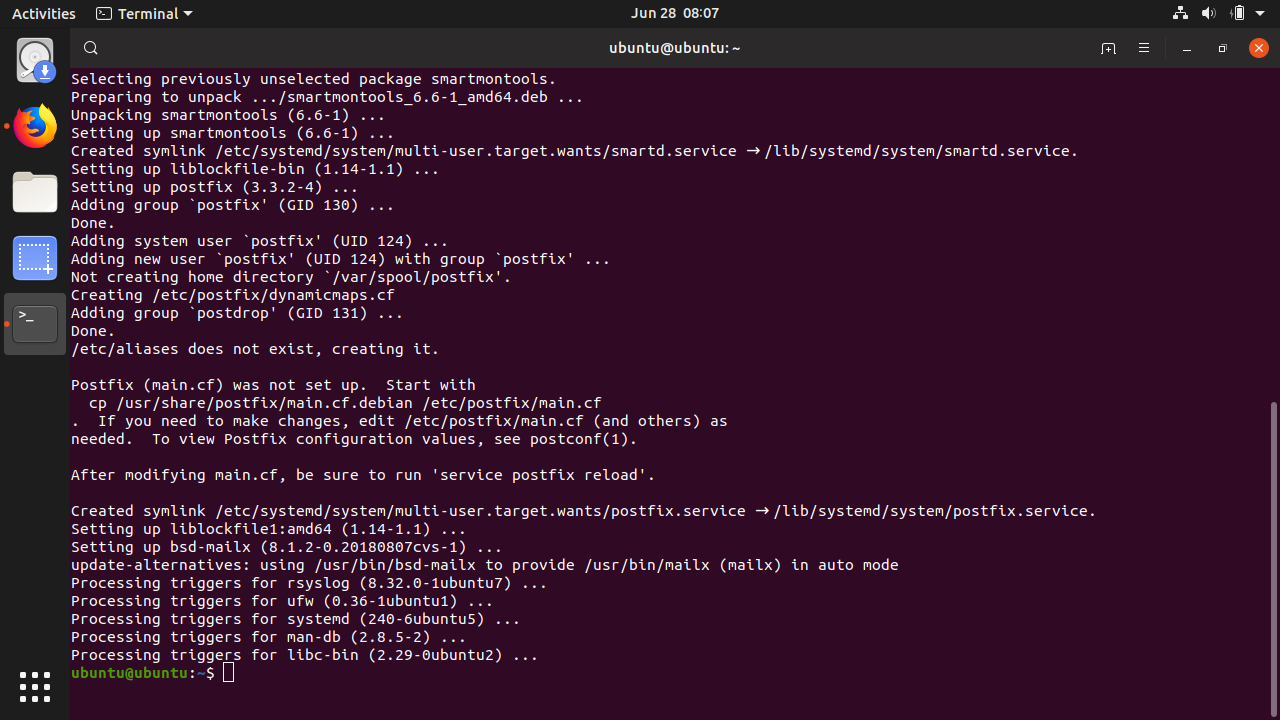 Activities Terminal Jun 28 08:07
ubuntu@ubuntu: ~
Selecting previously unselected package smartmontools.
Preparing to unpack .../smartmontools_6.6-1_amd64.deb ...
Unpacking smartmontools (6.6-1) ...
Setting up smartmontools (6.6-1) ...
Created symlink /etc/systemd/system/multi-user.target.wants/smartd.service → /lib/systemd/system/smartd.service.
Setting up liblockfile-bin (1.14-1.1) ...
Setting up postfix (3.3.2-4) ...
Adding group `postfix' (GID 130) ...
Done.
Adding system user `postfix' (UID 124) ...
Adding new user `postfix' (UID 124) with group `postfix' ...
Not creating home directory `/var/spool/postfix'.
Creating /etc/postfix/dynamicmaps.cf
Adding group `postdrop' (GID 131) ...
Done.
/etc/aliases does not exist, creating it.
Postfix (main.cf) was not set up.  Start with
  cp /usr/share/postfix/main.cf.debian /etc/postfix/main.cf
.  If you need to make changes, edit /etc/postfix/main.cf (and others) as
needed.  To view Postfix configuration values, see postconf(1).
After modifying main.cf, be sure to run 'service postfix reload'.
Created symlink /etc/systemd/system/multi-user.target.wants/postfix.service → /lib/systemd/system/postfix.service.
Setting up liblockfile1:amd64 (1.14-1.1) ...
Setting up bsd-mailx (8.1.2-0.20180807cvs-1) ...
update-alternatives: using /usr/bin/bsd-mailx to provide /usr/bin/mailx (mailx) in auto mode
Processing triggers for rsyslog (8.32.0-1ubuntu7) ...
Processing triggers for ufw (0.36-1ubuntu1) ...
Processing triggers for systemd (240-6ubuntu5) ...
Processing triggers for man-db (2.8.5-2) ...
Processing triggers for libc-bin (2.29-0ubuntu2) ...
ubuntu@ubuntu:~$